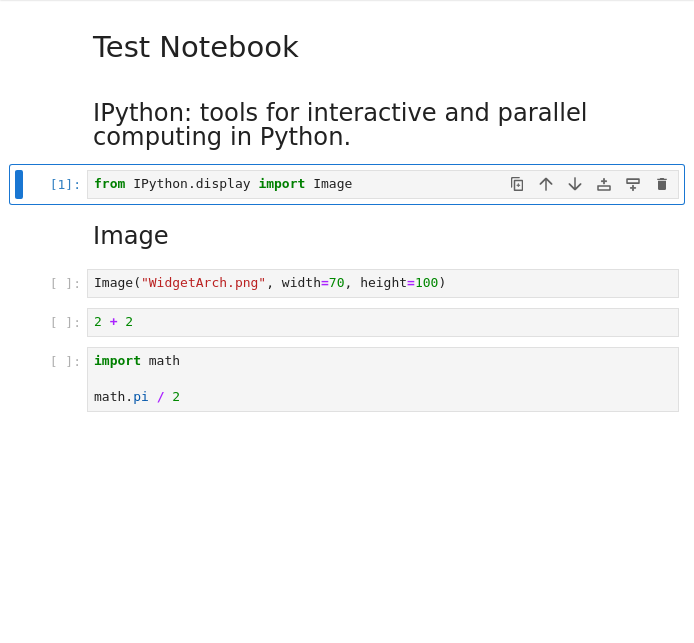 Test Notebook
IPython: tools for interactive and parallel
computing in Python.
[1]: from IPython.display import Image
Image
[ ]: Image("WidgetArch.png", width=70, height=100)
[ ]: 2 + 2
[ ]: import math
math.pi / 2